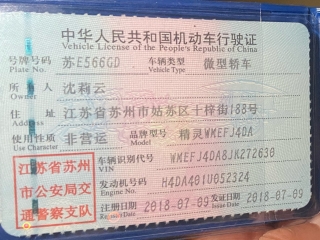 中华人民共和国机动车行驶证
Vehicle License of the People's Republic of China
号牌号码 苏E566GD 车辆类型 微型轿车
Plate No. Vehicle Type
所有人 沈莉云
Owner
住址 江苏省苏州市姑苏区十梓街188号
Address
使用性质 非营运 品牌型号 精灵WMEFJ4DA
Use Character Model
江苏省苏州
市公安局交
通警察支队
车辆识别代号 WMEFJ4DA8JK272630
VIN
发动机号码 H4DA401U052324
Engine No.
注册日期 2018-07-09 发证日期 2018-07-09
Register Date Issue Date